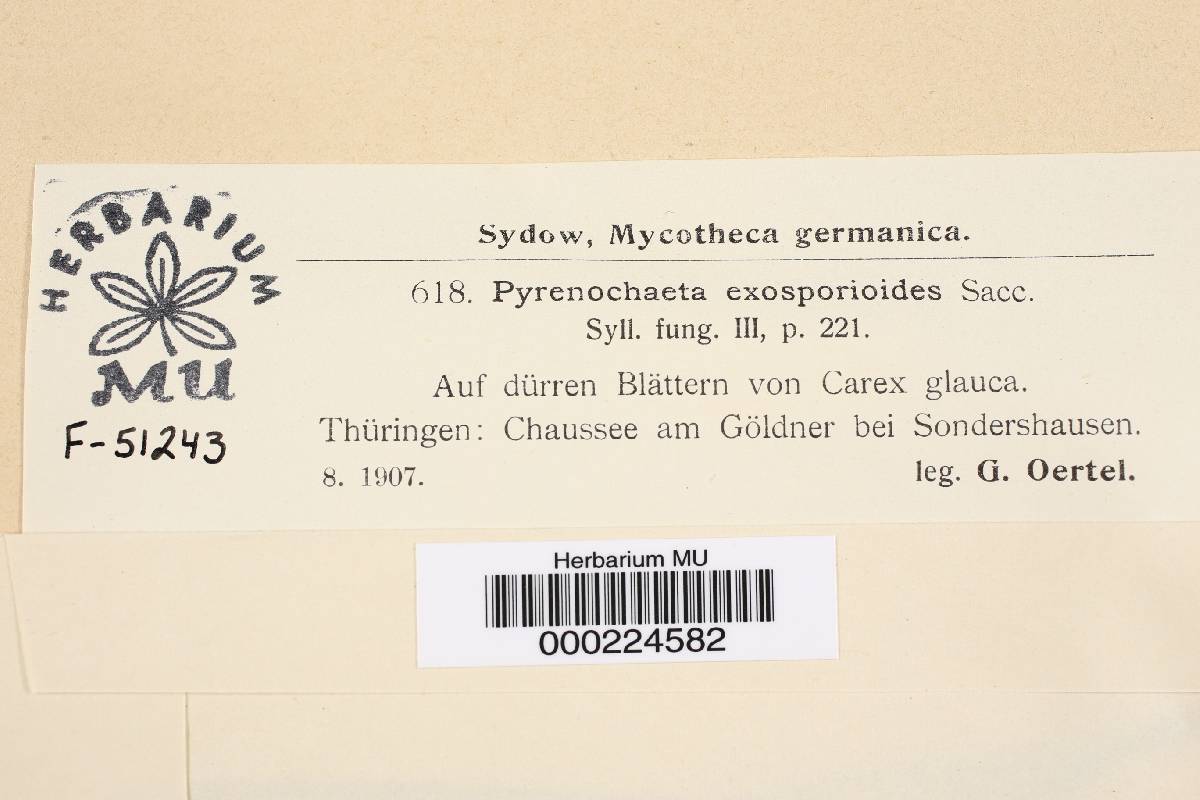 HERBARIUM
MU
F-51243
Sydow, Mycotheca germanica.
618. Pyrenochaeta exosporioides Sacc.
Syll. fung. III, p. 221.
Auf dürren Blättern von Carex glauca.
Thüringen: Chaussee am Göldner bei Sondershausen.
8. 1907.
leg. G. Oertel.
Herbarium MU
000224582